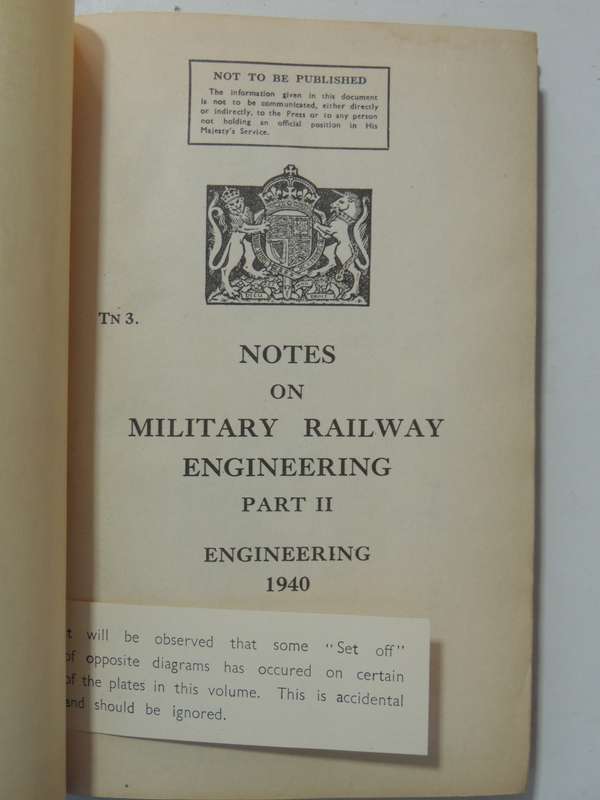 NOT TO BE PUBLISHED
The information given in this document
is not to be communicated, either directly
or indirectly, to the Press or to any person
not holding an official position in His
Majesty's Service.
DIEU DROIT
TN 3.
NOTES
ON
MILITARY RAILWAY
ENGINEERING
PART II
ENGINEERING
1940
t will be observed that some "Set off"
of opposite diagrams has occured on certain
of the plates in this volume. This is accidental
and should be ignored.